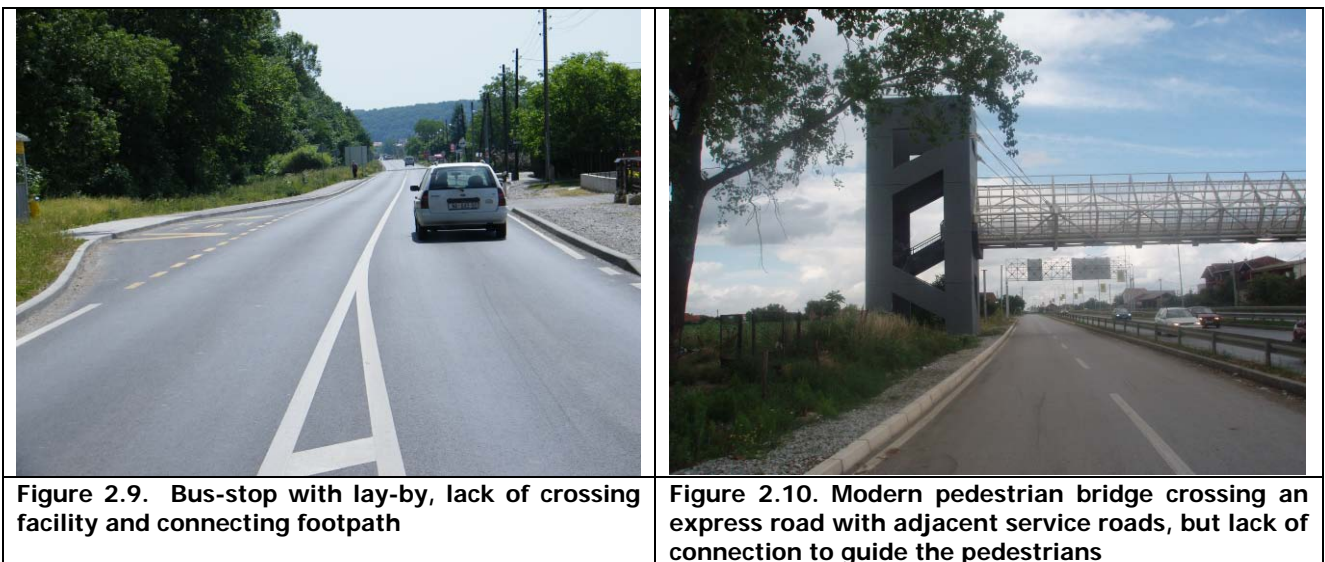 Figure 2.9. Bus-stop with lay-by, lack of crossing
facility and connecting footpath
Figure 2.10. Modern pedestrian bridge crossing an
express road with adjacent service roads, but lack of
connection to guide the pedestrians